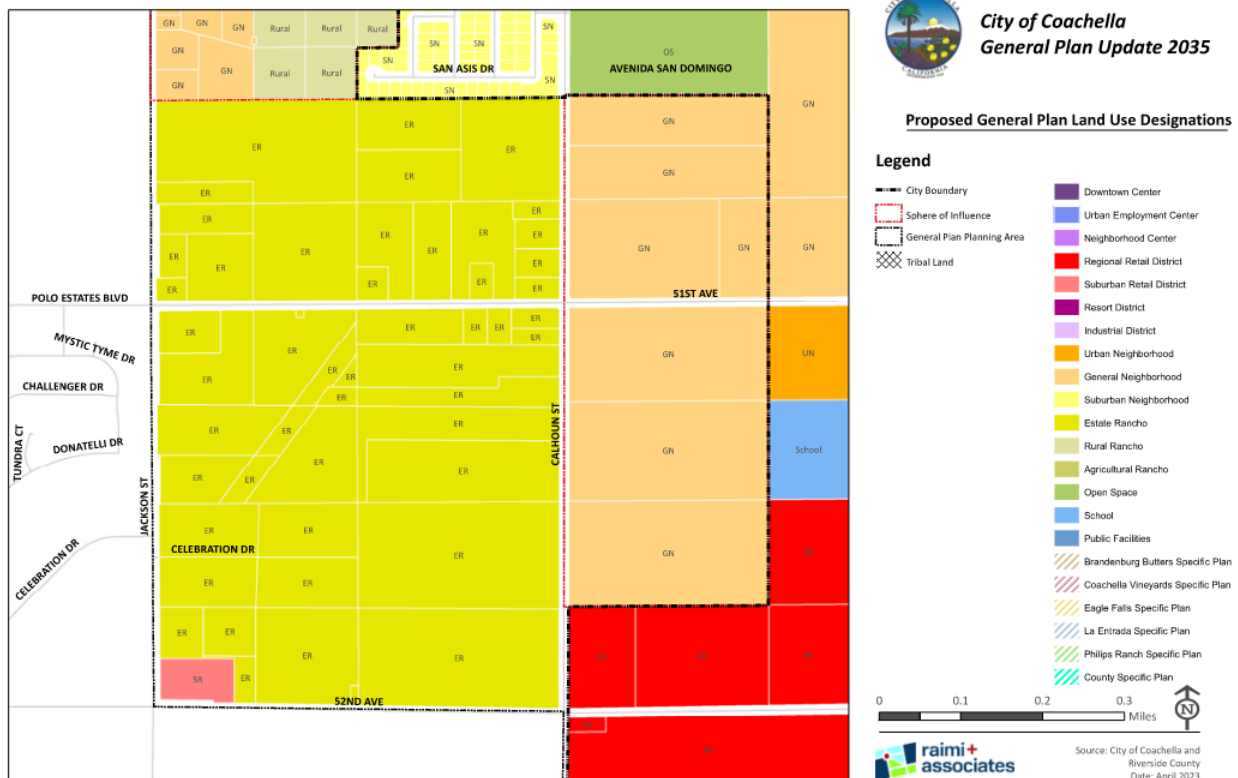 City of Coachella
General Plan Update 2035
Proposed General Plan Land Use Designations
Legend
City Boundary
Sphere of Influence
General Plan Planning Area
Tribal Land
Downtown Center
Urban Employment Center
Neighborhood Center
Regional Retail District
Suburban Retail District
Resort District
Industrial District
Urban Neighborhood
General Neighborhood
Suburban Neighborhood
Estate Rancho
Rural Rancho
Agricultural Rancho
Open Space
School
Public Facilities
Brandenburg Butters Specific Plan
Coachella Vineyards Specific Plan
Eagle Falls Specific Plan
La Entrada Specific Plan
Philips Ranch Specific Plan
County Specific Plan
0 0.1 0.2 0.3
Miles
N
raimi+
associates
Source: City of Coachella and
Riverside County
Date: April 2023
GN GN GN Rural Rural Rural SN SN SN
GN GN Rural Rural SN OS
SAN ASIS DR AVENIDA SAN DOMINGO
GN SN SN GN
ER ER ER GN
ER GN
ER
ER ER ER ER ER ER GN GN GN
ER ER ER
ER ER ER ER
51ST AVE
POLO ESTATES BLVD
ER ER ER ER ER ER
MYSTIC TYME DR
ER ER GN UN
ER ER ER ER
CHALLENGER DR
ER ER
ER ER ER
DONATELLI DR
TUNDRA CT
CALHOUN ST
ER ER ER ER GN School
JACKSON ST
ER ER
CELEBRATION DR
CELEBRATION DR
ER GN
ER ER
ER ER ER ER
SR ER
52ND AVE